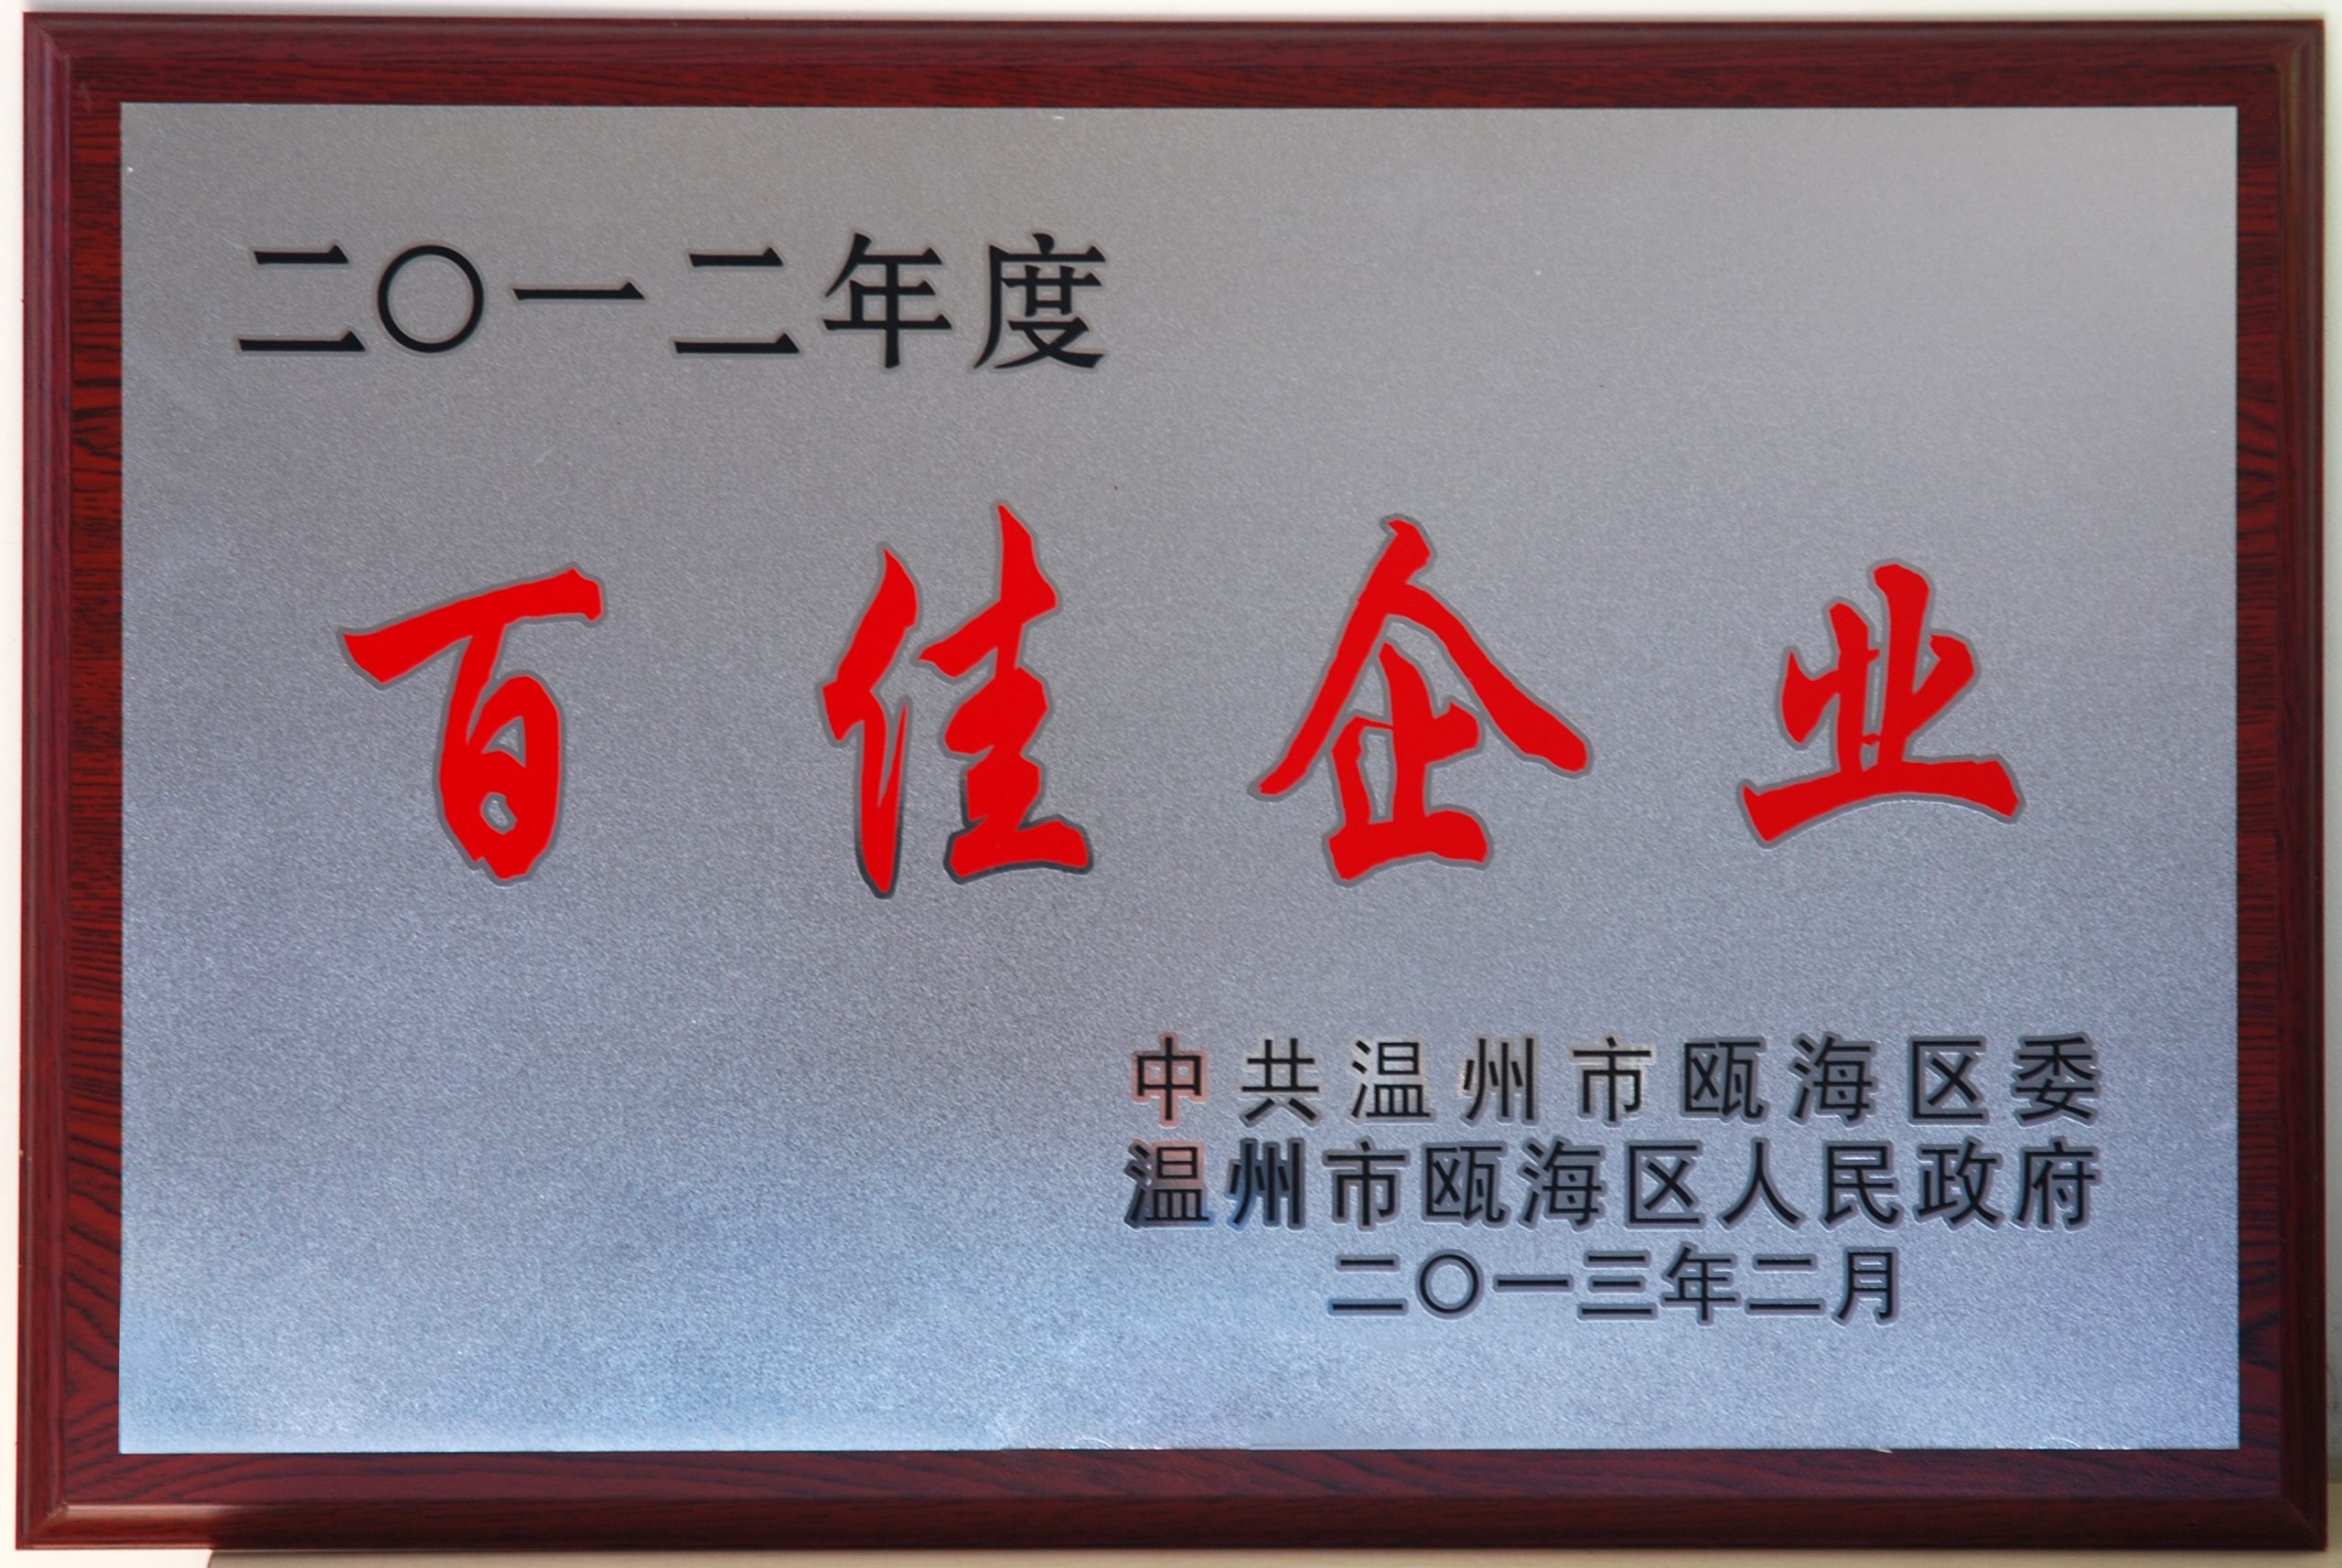 二〇一二年度
百佳企业
中共温州市瓯海区委
温州市瓯海区人民政府
二〇一三年二月